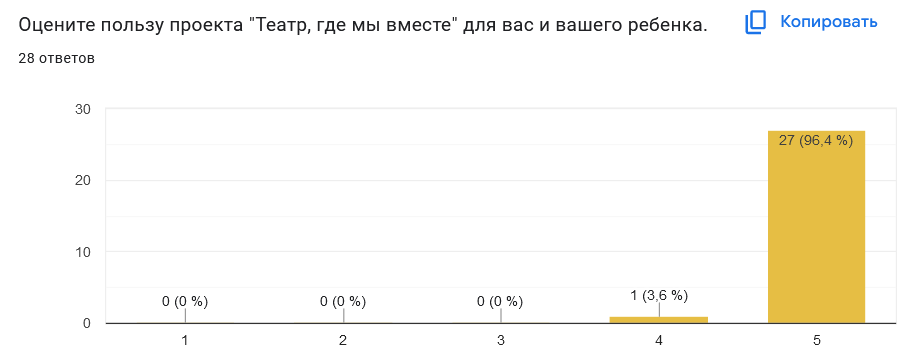 Оцените пользу проекта "Театр, где мы вместе" для вас и вашего ребенка.
Копировать
28 ответов
30
20
10
0
0 (0 %)
0 (0 %)
0 (0 %)
1 (3,6 %)
27 (96,4 %)
1
2
3
4
5